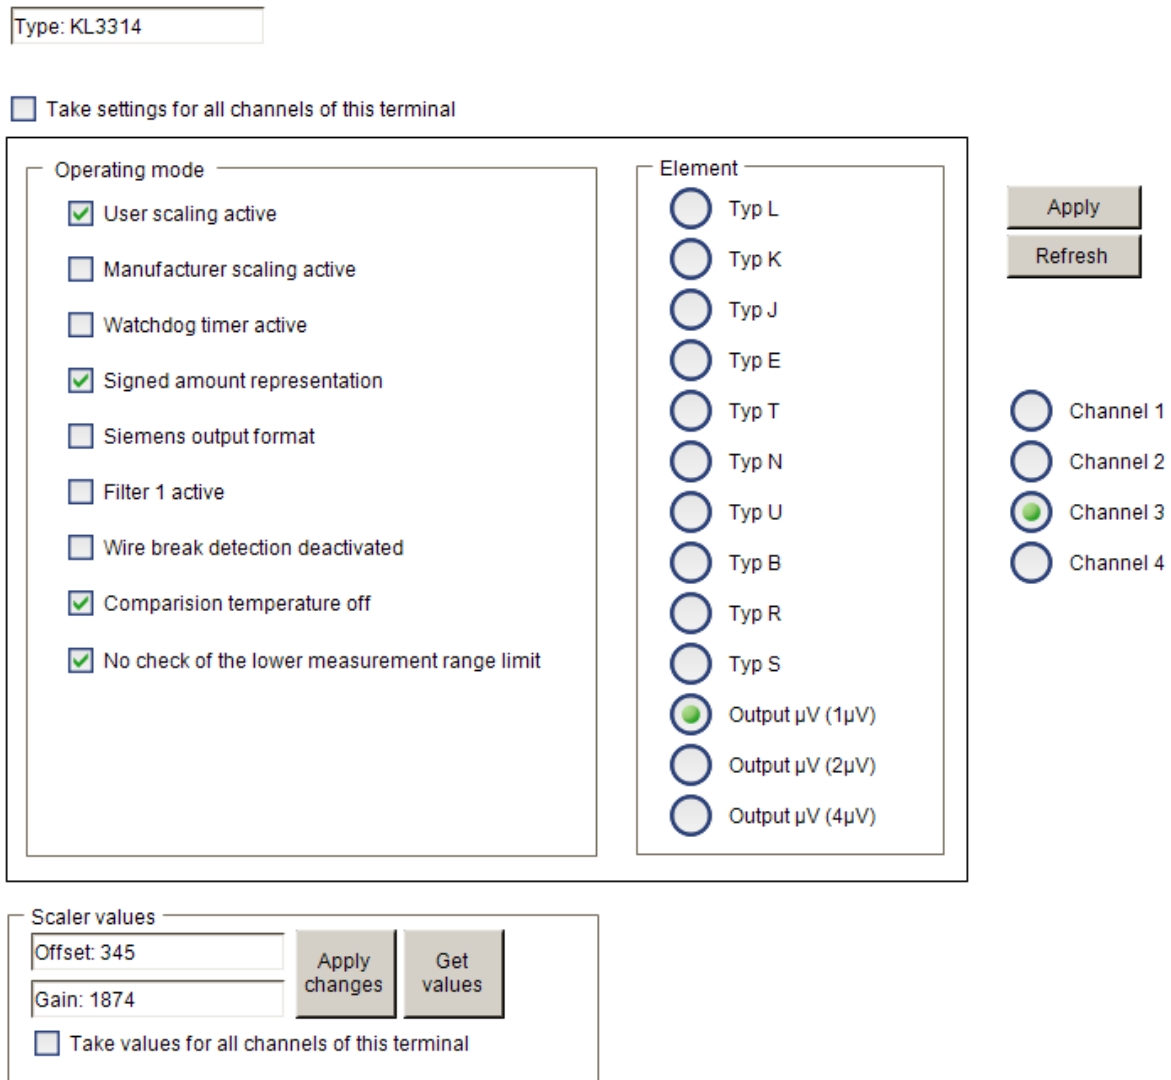 Type: KL3314
Take settings for all channels of this terminal
Operating mode
User scaling active
Manufacturer scaling active
Watchdog timer active
Signed amount representation
Siemens output format
Filter 1 active
Wire break detection deactivated
Comparision temperature off
No check of the lower measurement range limit
Element
Typ L
Typ K
Typ J
Typ E
Typ T
Typ N
Typ U
Typ B
Typ R
Typ S
Output µV (1µV)
Output µV (2µV)
Output µV (4µV)
Apply
Refresh
Channel 1
Channel 2
Channel 3
Channel 4
Scaler values
Offset: 345
Gain: 1874
Apply
changes
Get
values
Take values for all channels of this terminal